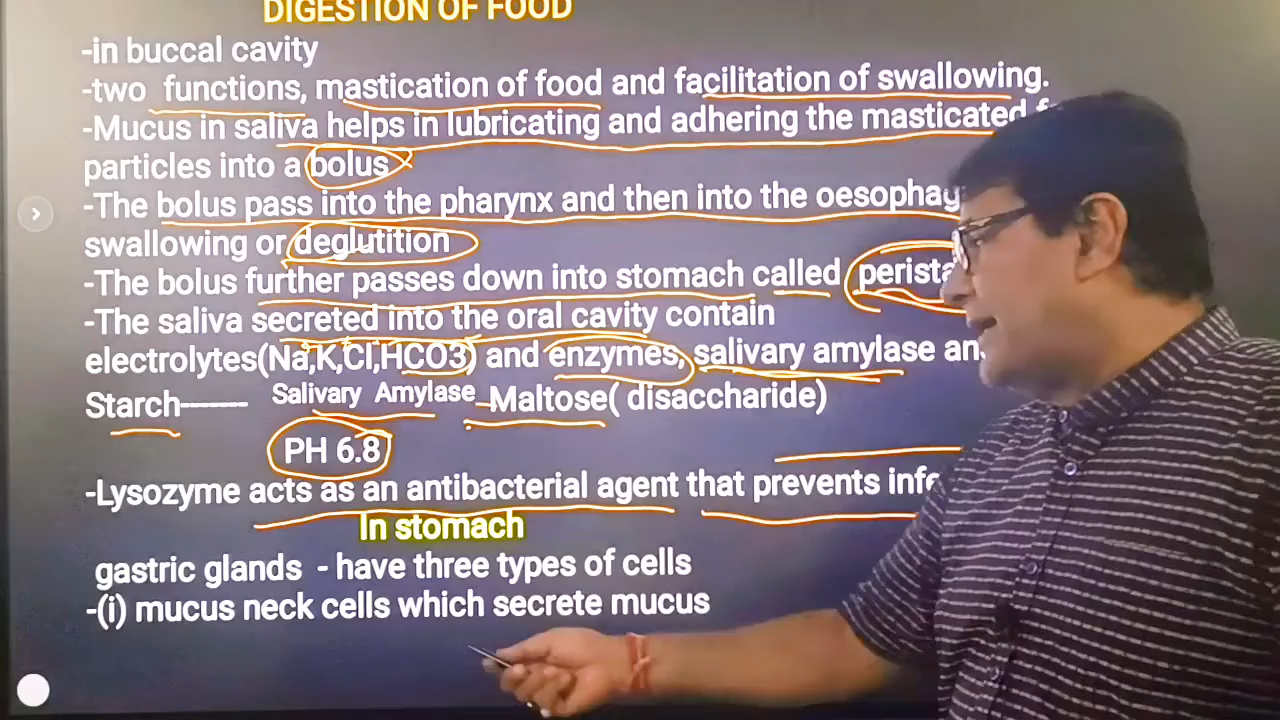 DIGESTION OF FOOD
-in buccal cavity
-two functions, mastication of food and facilitation of swallowing.
-Mucus in saliva helps in lubricating and adhering the masticated
particles into a bolus
-The bolus pass into the pharynx and then into the
swallowing or deglutition
-The bolus further passes down into stomach called
-The saliva secreted into the oral cavity contain
electrolytes(Na,K,Cl,HCO3) and enzymes, salivary amylase
Starch------- Salivary Amylase -Maltose( disaccharide)
PH 6.8
-Lysozyme acts as an antibacterial agent that prevents
In stomach
gastric glands - have three types of cells
-(i) mucus neck cells which secrete mucus